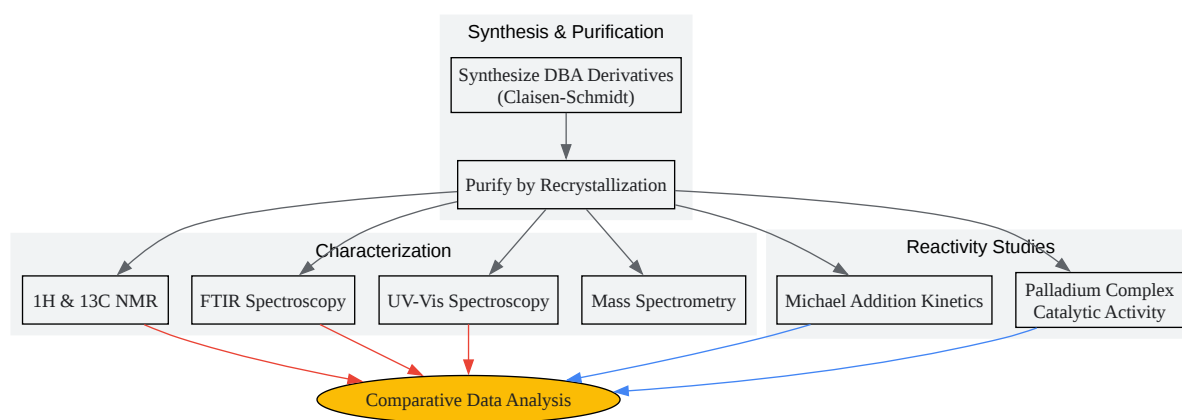 Synthesis & Purification
Synthesize DBA Derivatives
(Claisen-Schmidt)
Purify by Recrystallization
Characterization
Reactivity Studies
1H & 13C NMR
FTIR Spectroscopy
UV-Vis Spectroscopy
Mass Spectrometry
Michael Addition Kinetics
Palladium Complex
Catalytic Activity
Comparative Data Analysis